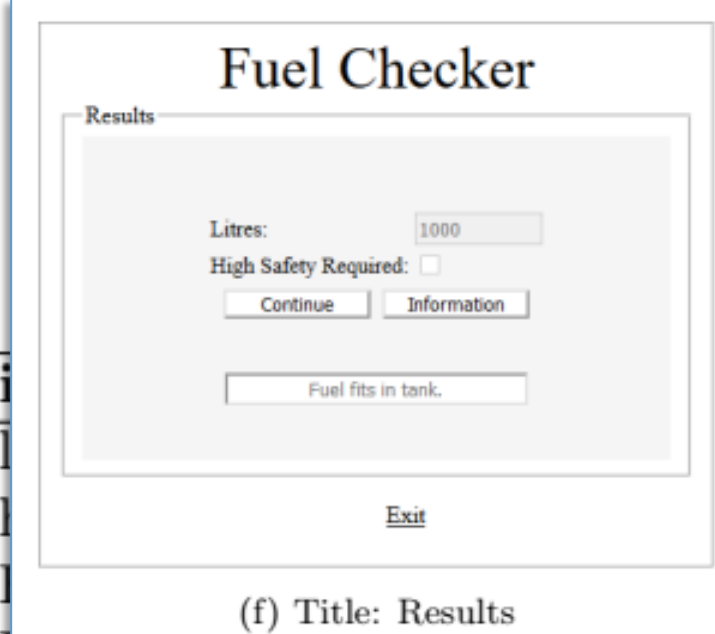 Fuel Checker
Results
Litres: 1000
High Safety Required:
Continue Information
Fuel fits in tank.
Exit
(f) Title: Results